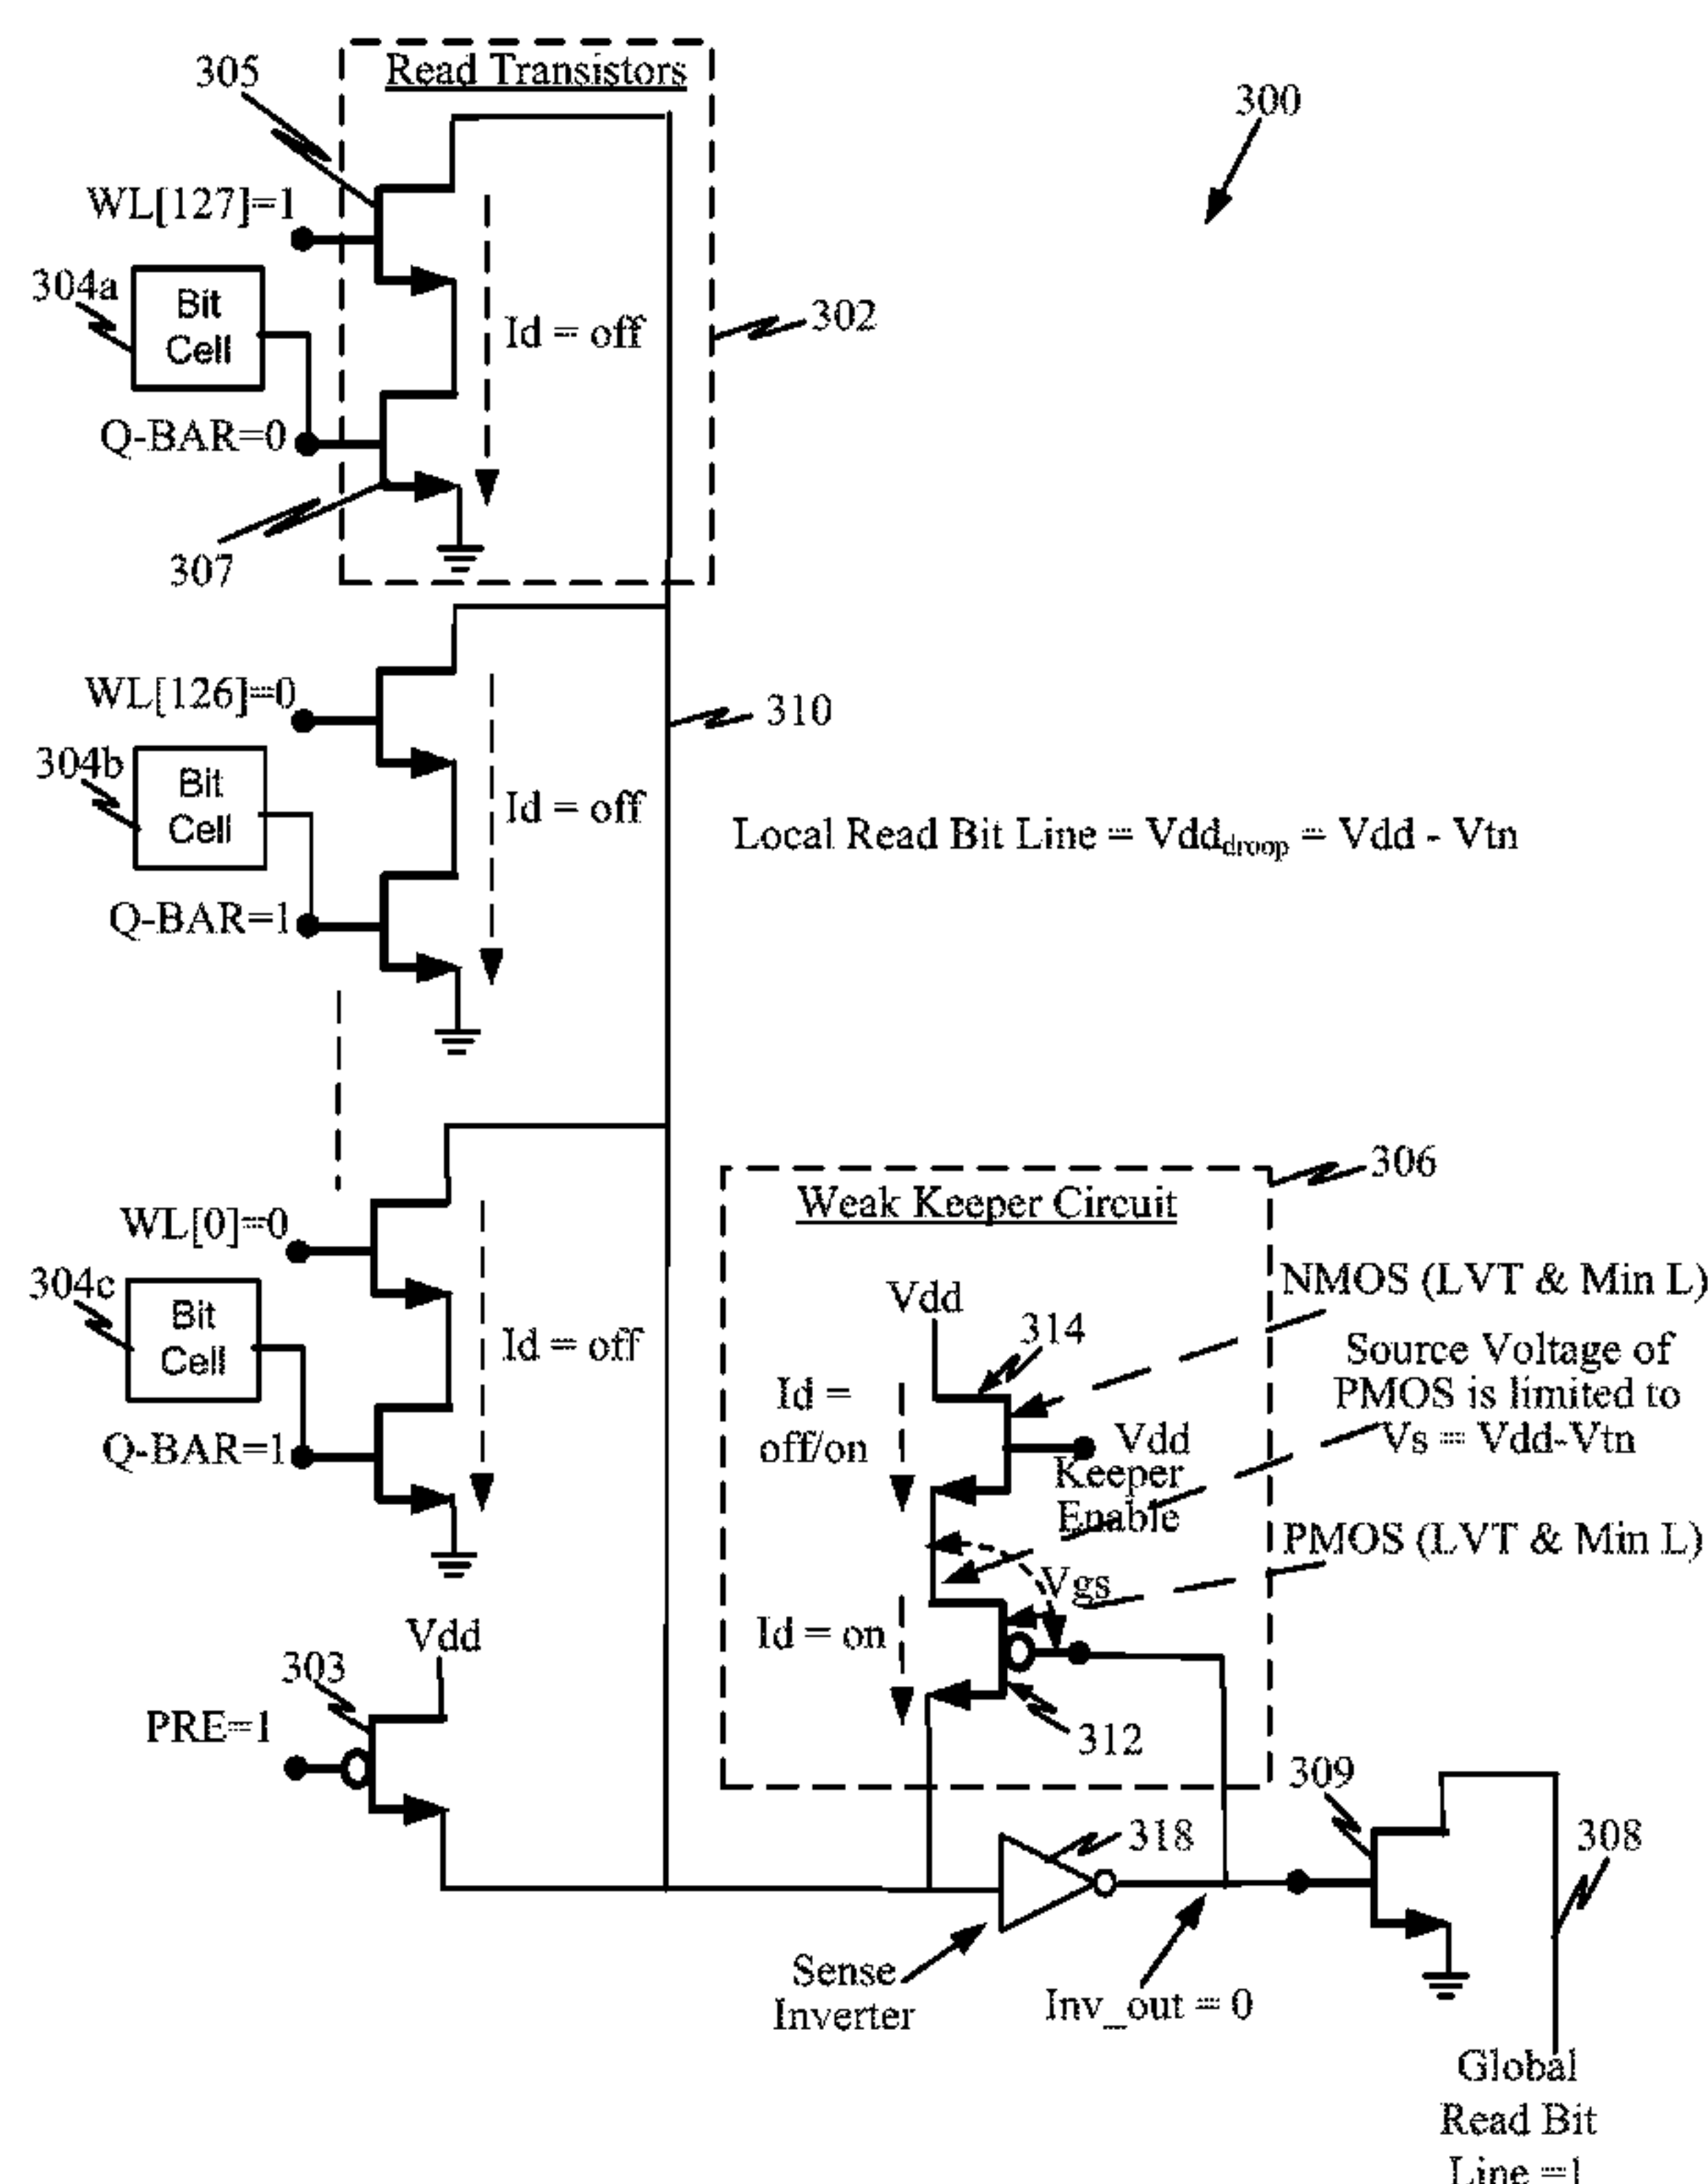 Read Transistors
305
300
WL[127]=1
304a
Bit
Cell
302
Id = off
Q-BAR=0
307
WL[126]=0
310
304b
Bit
Cell
Id = off
Local Read Bit Line = Vdd_droop = Vdd - Vtn
Q-BAR=1
306
Weak Keeper Circuit
WL[0]=0
304c
Bit
Cell
Id = off
Q-BAR=1
Vdd
314
NMOS (LVT & Min L)
Source Voltage of
PMOS is limited to
Vs = Vdd-Vtn
Id =
off/on
Vdd
Keeper
Enable
PMOS (LVT & Min L)
Vgs
Id = on
312
Vdd
303
PRE=1
309
318
308
Sense
Inverter
Inv_out = 0
Global
Read Bit
Line =1